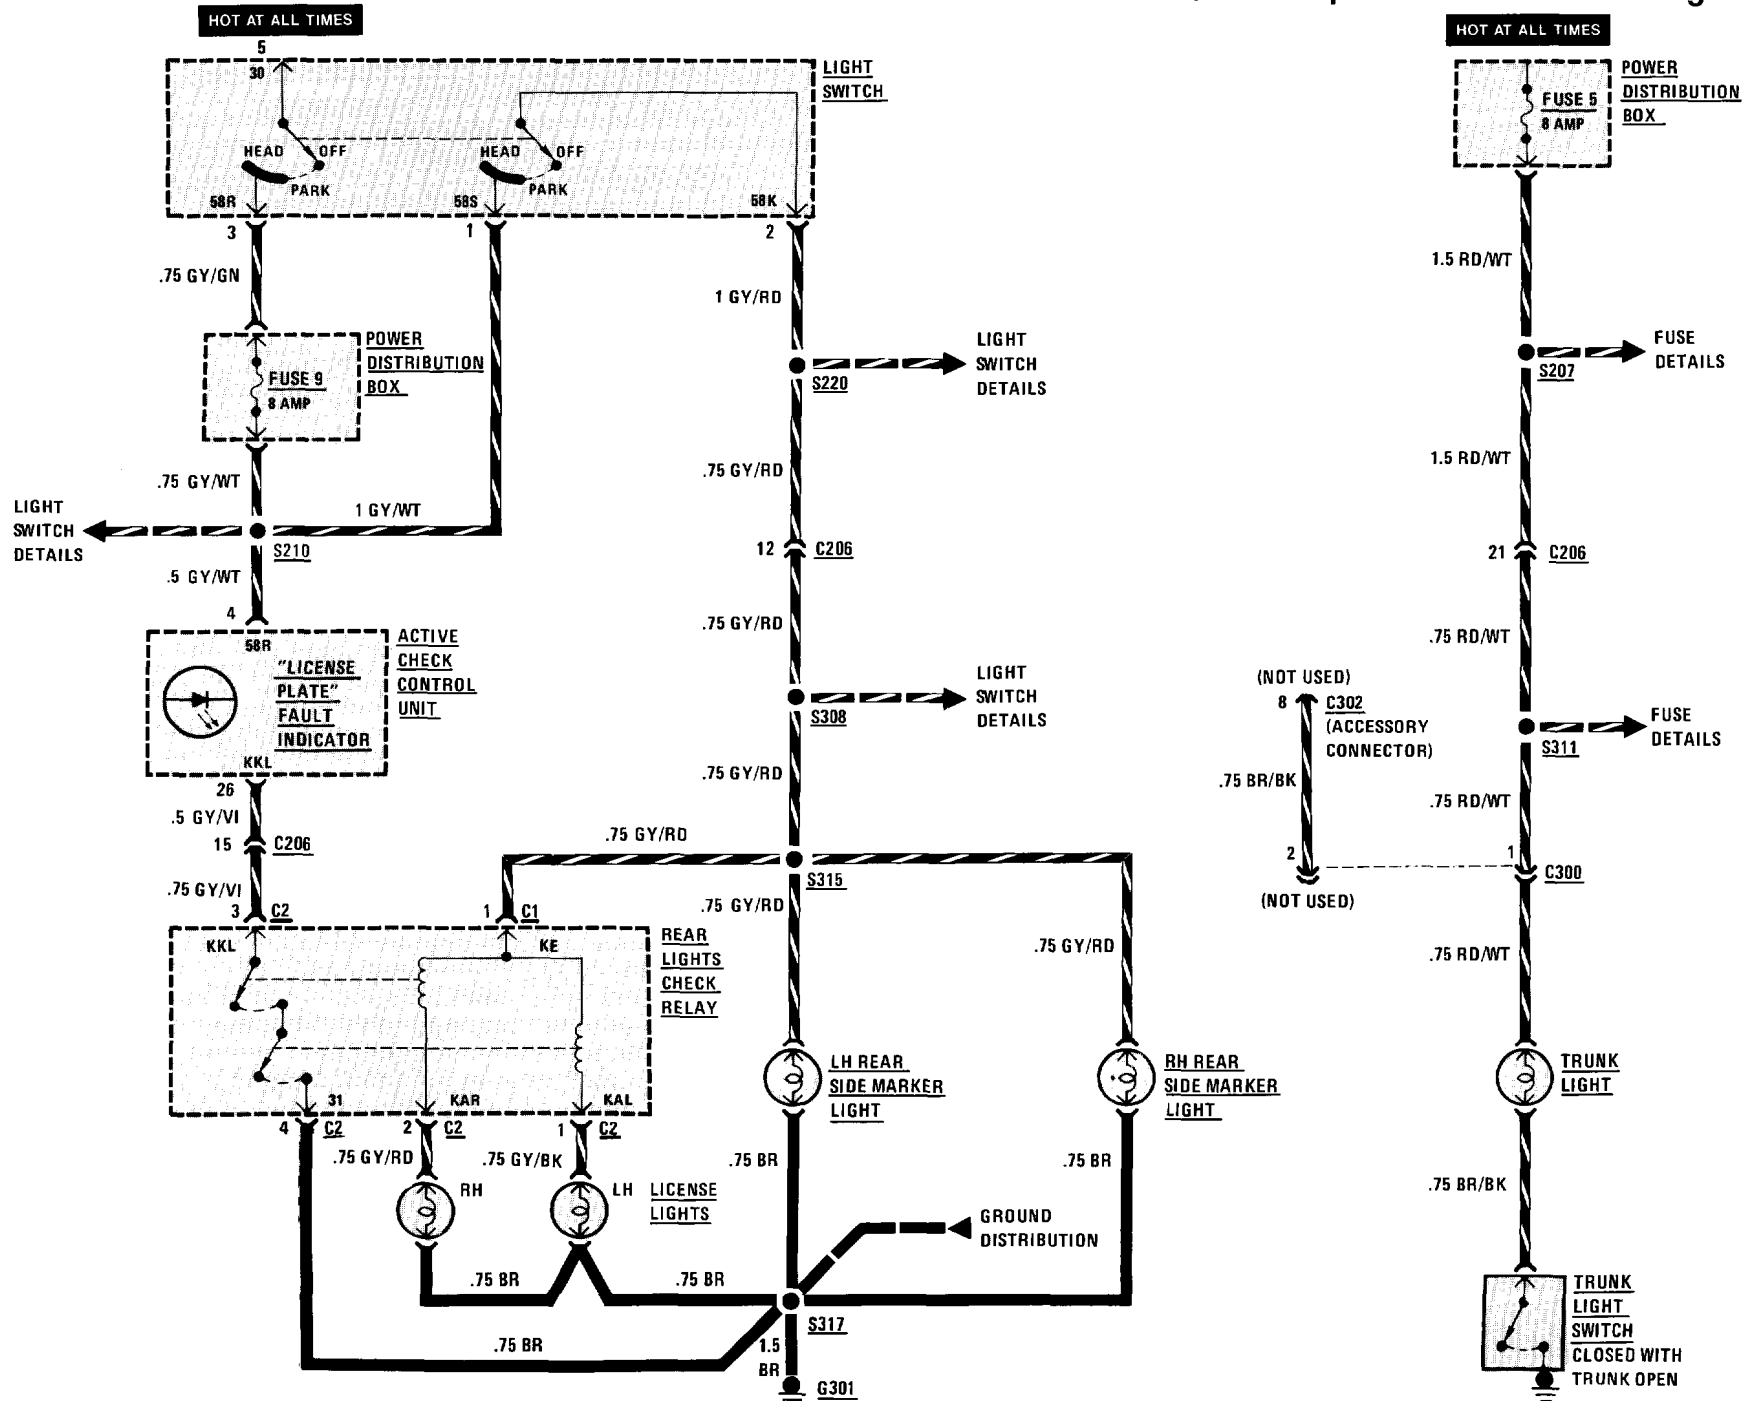 HOT AT ALL TIMES
5
30
LIGHT
SWITCH
HEAD
OFF
PARK
HEAD
OFF
PARK
58R
58S
58K
3
1
2
.75 GY/GN
1 GY/RD
POWER
DISTRIBUTION
BOX
FUSE 9
8 AMP
LIGHT
SWITCH
DETAILS
S220
.75 GY/WT
.75 GY/RD
1 GY/WT
LIGHT
SWITCH
DETAILS
S210
12
C206
.5 GY/WT
4
.75 GY/RD
58R
"LICENSE
PLATE"
FAULT
INDICATOR
KKL
ACTIVE
CHECK
CONTROL
UNIT
LIGHT
SWITCH
DETAILS
S308
26
.5 GY/VI
15
C206
.75 GY/RD
.75 GY/RD
S315
.75 GY/VI
3
C2
1
C1
.75 GY/RD
.75 GY/RD
KKL
KE
REAR
LIGHTS
CHECK
RELAY
31
KAR
KAL
4
C2
2
C2
1
C2
.75 GY/RD
.75 GY/BK
RH
LH
LICENSE
LIGHTS
LH REAR
SIDE MARKER
LIGHT
RH REAR
SIDE MARKER
LIGHT
.75 BR
.75 BR
GROUND
DISTRIBUTION
.75 BR
.75 BR
S317
.75 BR
1.5
BR
G301
HOT AT ALL TIMES
FUSE 5
8 AMP
POWER
DISTRIBUTION
BOX
1.5 RD/WT
FUSE
DETAILS
S207
1.5 RD/WT
21
C206
.75 RD/WT
(NOT USED)
8
C302
(ACCESSORY
CONNECTOR)
FUSE
DETAILS
S311
.75 BR/BK
.75 RD/WT
2
1
C300
(NOT USED)
.75 RD/WT
TRUNK
LIGHT
.75 BR/BK
TRUNK
LIGHT
SWITCH
CLOSED WITH
TRUNK OPEN